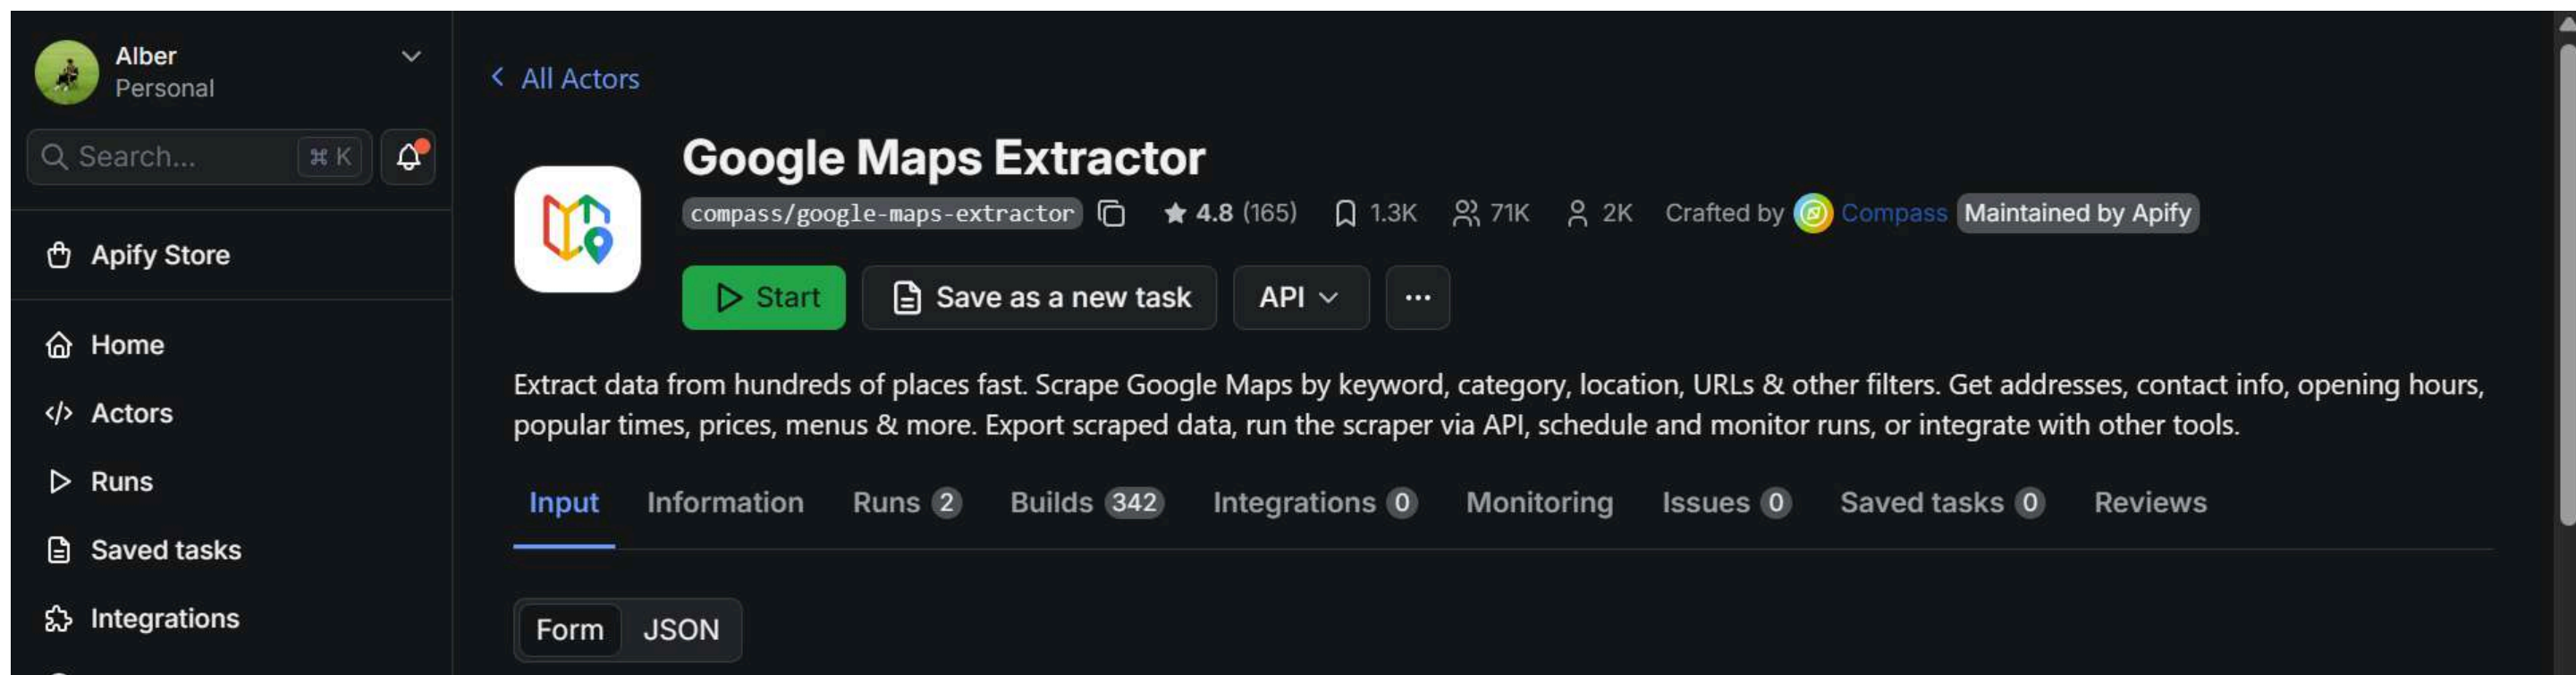 Alber
Personal
Search...
⌘ K
Apify Store
Home
Actors
Runs
Saved tasks
Integrations
All Actors
Google Maps Extractor
compass/google-maps-extractor 4.8 (165) 1.3K 71K 2K Crafted by Compass Maintained by Apify
Start Save as a new task API ...
Extract data from hundreds of places fast. Scrape Google Maps by keyword, category, location, URLs & other filters. Get addresses, contact info, opening hours,
popular times, prices, menus & more. Export scraped data, run the scraper via API, schedule and monitor runs, or integrate with other tools.
Input Information Runs 2 Builds 342 Integrations 0 Monitoring Issues 0 Saved tasks 0 Reviews
Form JSON